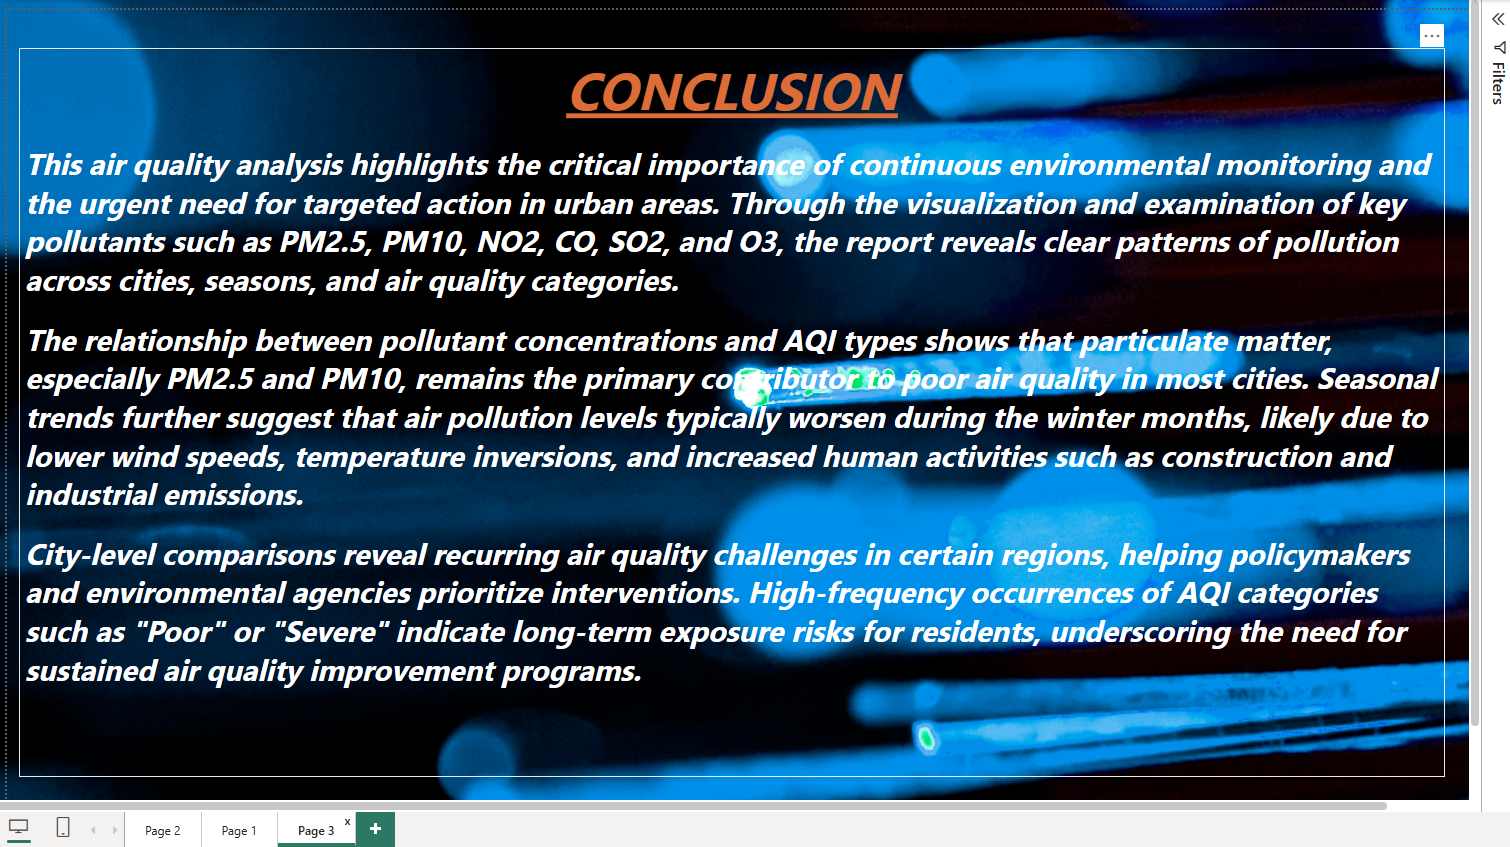 CONCLUSION
This air quality analysis highlights the critical importance of continuous environmental monitoring and
the urgent need for targeted action in urban areas. Through the visualization and examination of key
pollutants such as PM2.5, PM10, NO2, CO, SO2, and O3, the report reveals clear patterns of pollution
across cities, seasons, and air quality categories.
The relationship between pollutant concentrations and AQI types shows that particulate matter,
especially PM2.5 and PM10, remains the primary contributor to poor air quality in most cities. Seasonal
trends further suggest that air pollution levels typically worsen during the winter months, likely due to
lower wind speeds, temperature inversions, and increased human activities such as construction and
industrial emissions.
City-level comparisons reveal recurring air quality challenges in certain regions, helping policymakers
and environmental agencies prioritize interventions. High-frequency occurrences of AQI categories
such as "Poor" or "Severe" indicate long-term exposure risks for residents, underscoring the need for
sustained air quality improvement programs.
Filters
Page 2
Page 1
Page 3
x